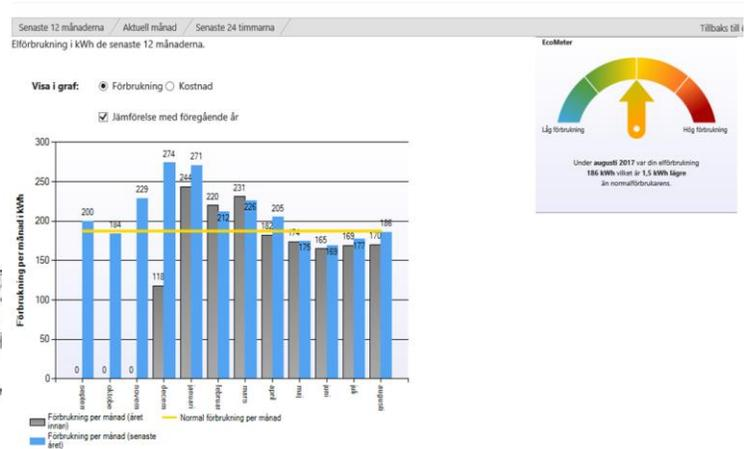 Senaste 12 månaderna
Aktuell månad
Senaste 24 timmarna
Tillbaks till
Elförbrukning i kWh de senaste 12 månaderna.
Visa i graf:
Förbrukning
Kostnad
Jämförelse med föregående år
Förbrukning per månad i kWh
300
250
200
150
100
50
0
0
200
0
184
0
229
118
274
244
271
220
212
231
226
182
205
174
175
165
169
169
177
170
186
septem
oktobe
novem
decem
januari
februar
mars
april
maj
juni
juli
augusti
Förbrukning per månad (året innan)
Normal förbrukning per månad
Förbrukning per månad (senaste året)
EcoMeter
Låg förbrukning
Hög förbrukning
Under augusti 2017 var din elförbrukning
186 kWh vilket är 1,5 kWh lägre
än normalförbrukarens.